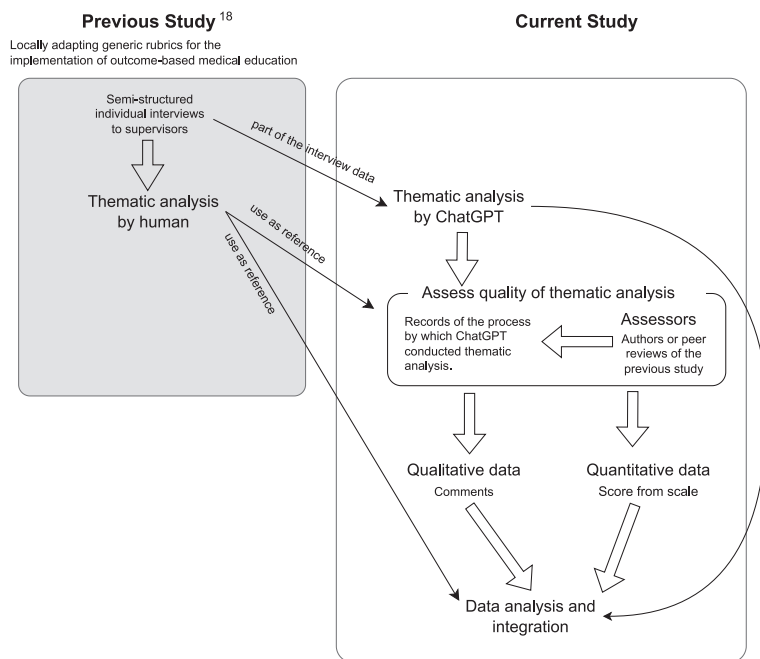 Previous Study 18
Locally adapting generic rubrics for the
implementation of outcome-based medical education
Semi-structured
individual interviews
to supervisors
Thematic analysis
by human
part of the interview data
use as reference
use as reference
Current Study
Thematic analysis
by ChatGPT
Assess quality of thematic analysis
Records of the process
by which ChatGPT
conducted thematic
analysis.
Assessors
Authors or peer
reviews of the
previous study
Qualitative data
Comments
Quantitative data
Score from scale
Data analysis and
integration